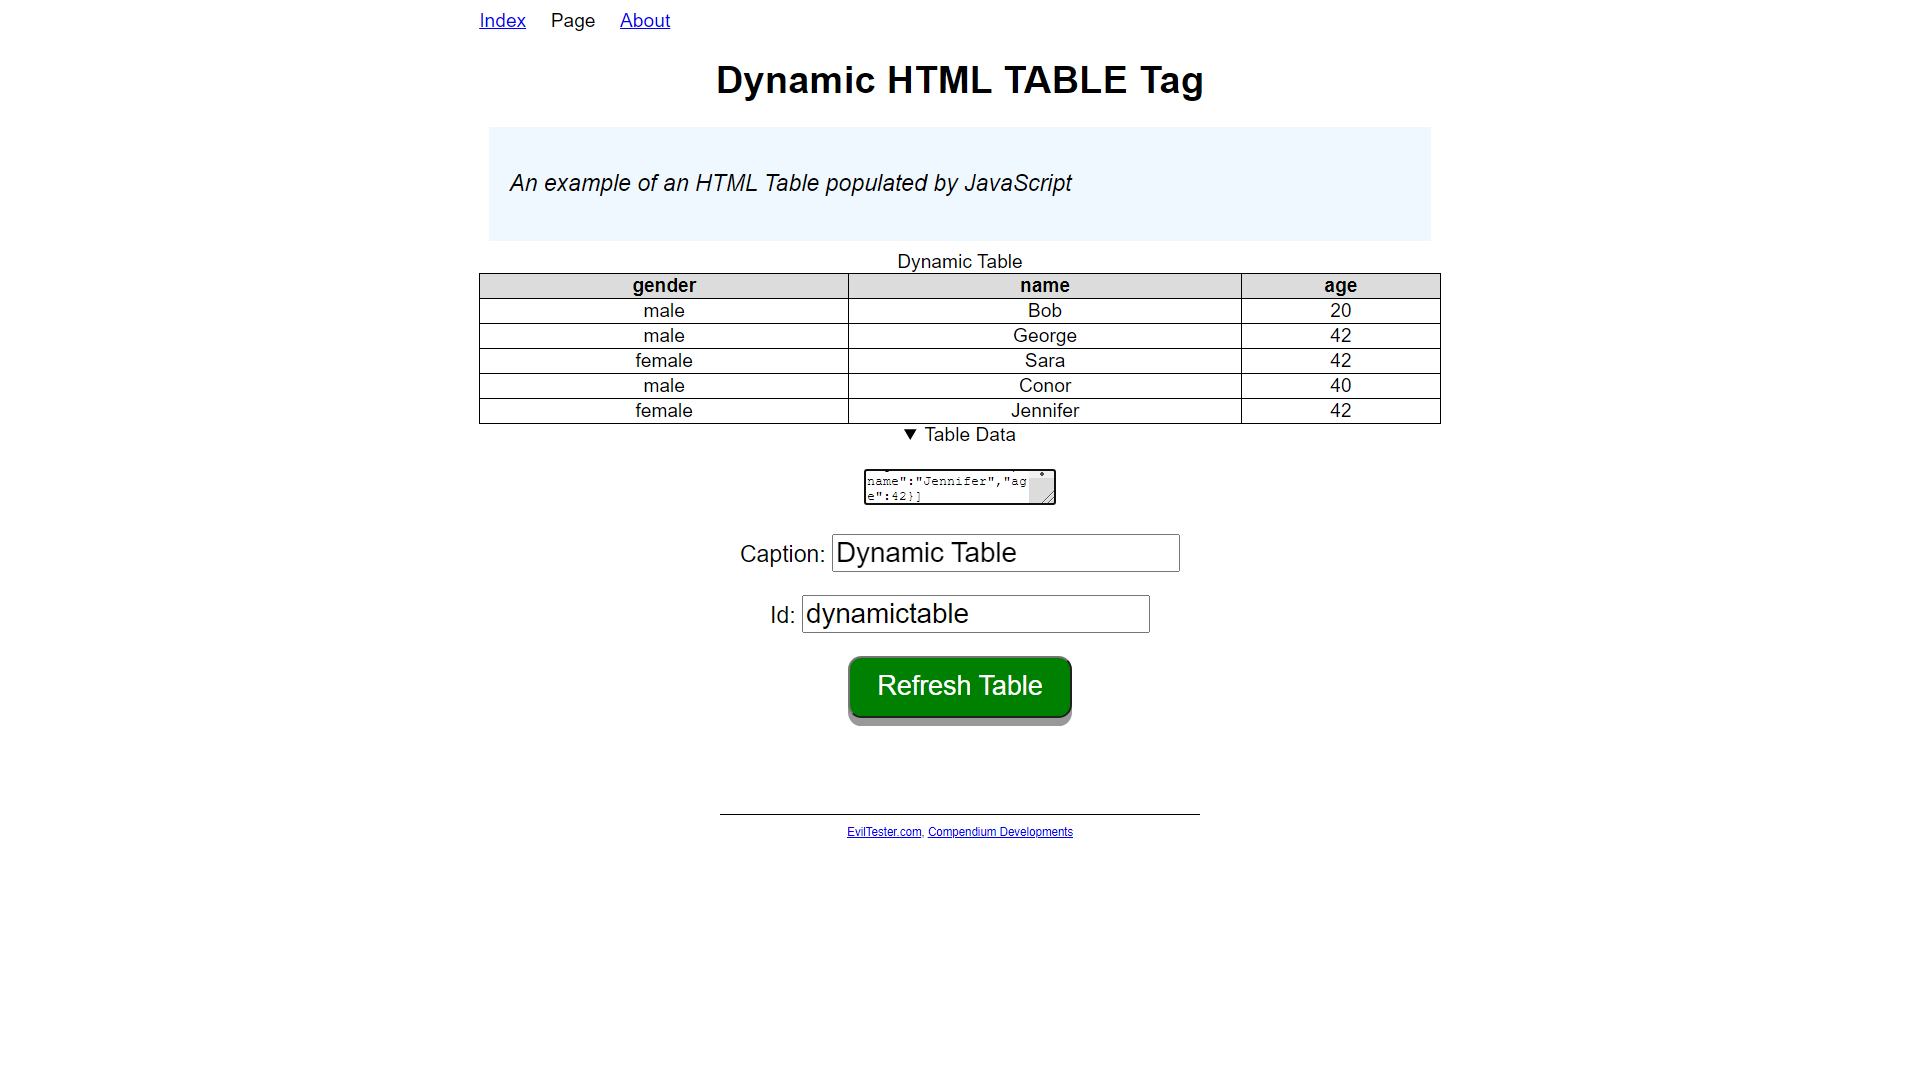 Index Page About
Dynamic HTML TABLE Tag
An example of an HTML Table populated by JavaScript
Dynamic Table
gender name age
male Bob 20
male George 42
female Sara 42
male Conor 40
female Jennifer 42
▼ Table Data
name":"Jennifer","ag
e":42}]
Caption: Dynamic Table
Id: dynamictable
Refresh Table
EvilTester.com, Compendium Developments